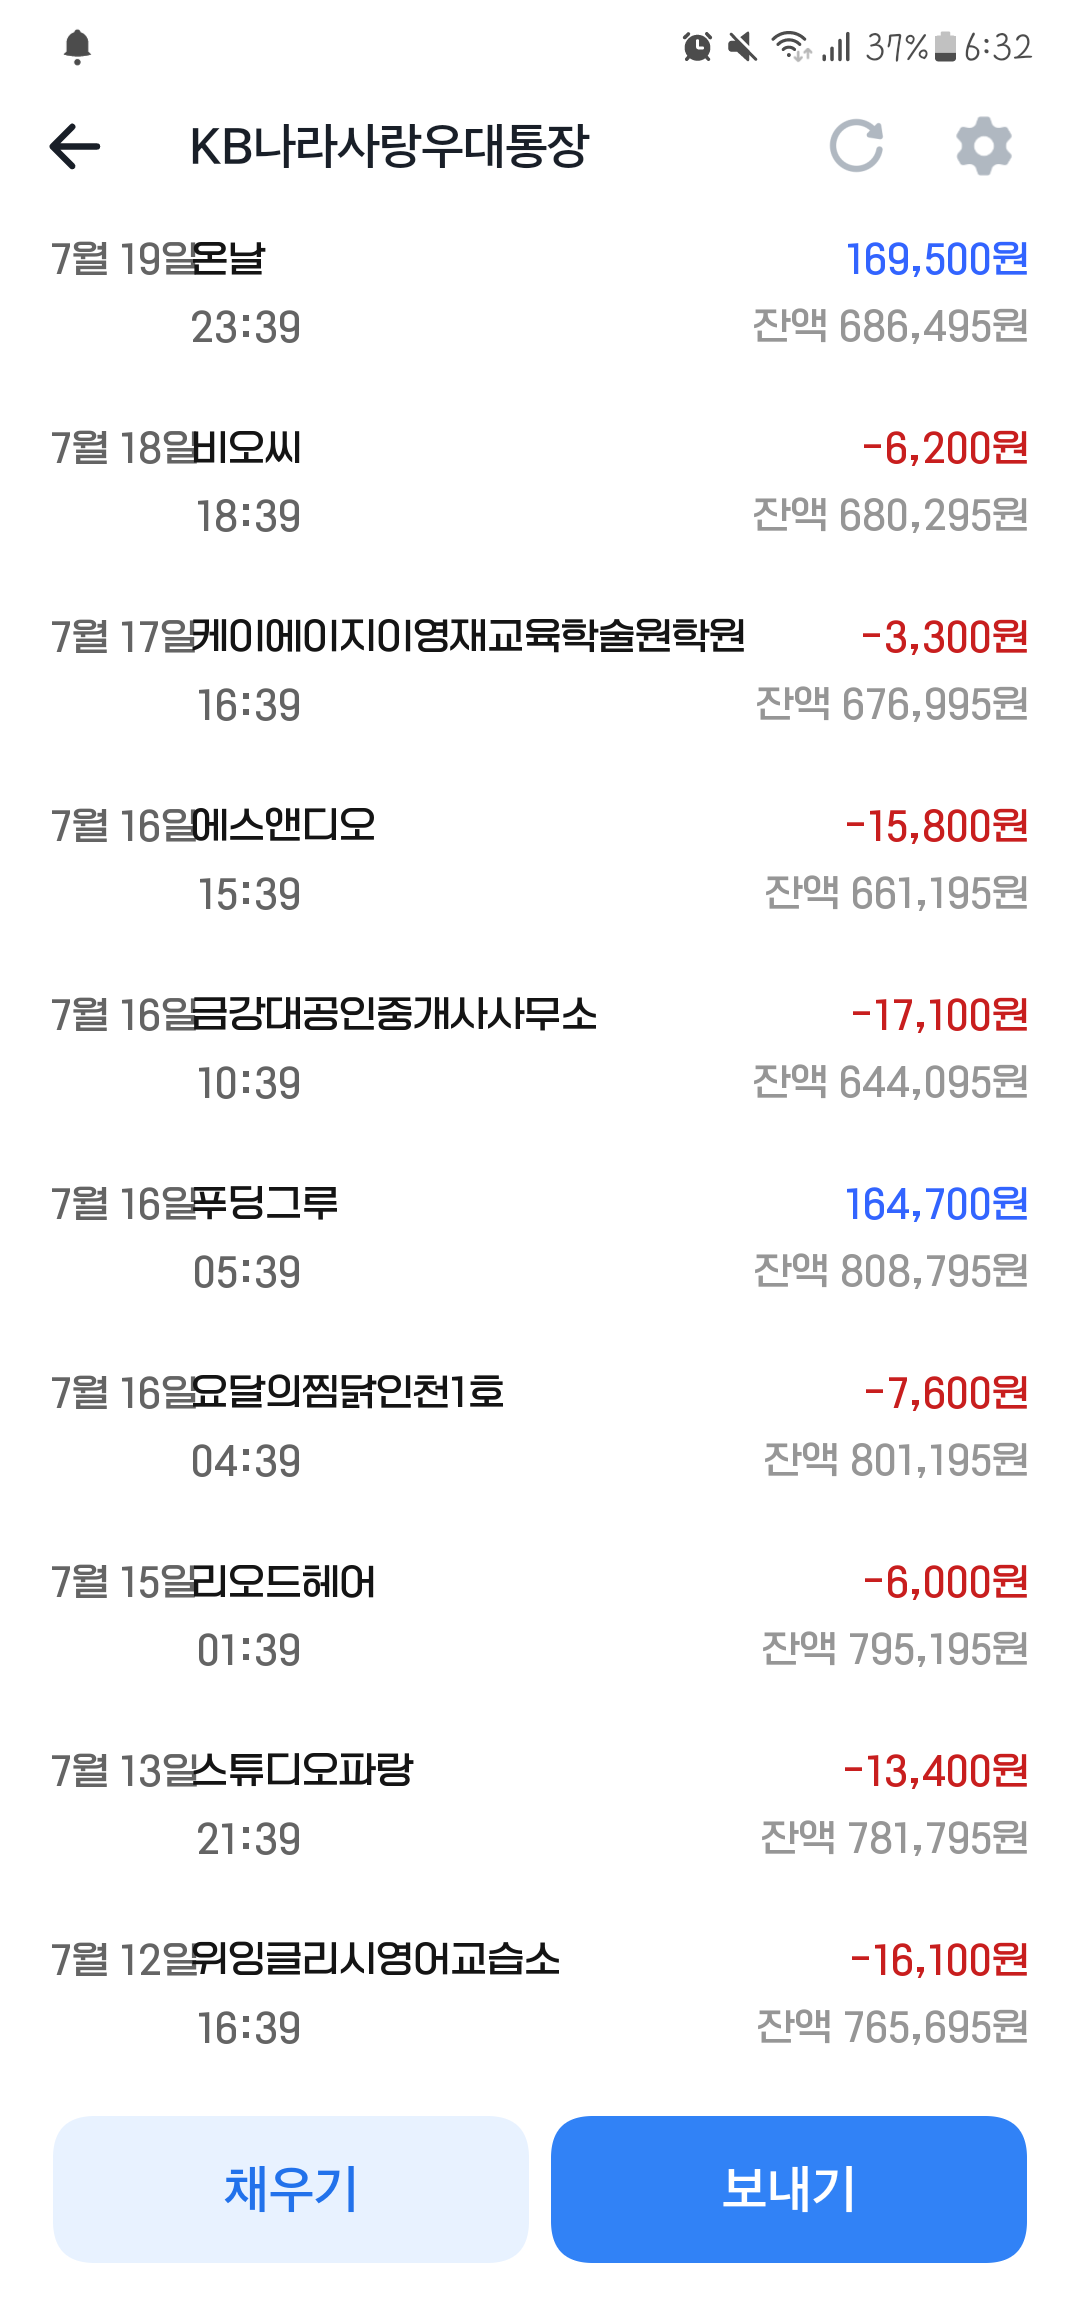 37% 6:32
KB나라사랑우대통장
7월 19일 온날 169,500원
23:39 잔액 686,495원
7월 18일 비오씨 -6,200원
18:39 잔액 680,295원
7월 17일 케이에이지이영재교육학술원학원 -3,300원
16:39 잔액 676,995원
7월 16일 에스앤디오 -15,800원
15:39 잔액 661,195원
7월 16일 금강대공인중개사사무소 -17,100원
10:39 잔액 644,095원
7월 16일 푸딩그루 164,700원
05:39 잔액 808,795원
7월 16일 요달의찜닭인천1호 -7,600원
04:39 잔액 801,195원
7월 15일 리오드헤어 -6,000원
01:39 잔액 795,195원
7월 13일 스튜디오파랑 -13,400원
21:39 잔액 781,795원
7월 12일 위잉글리시영어교습소 -16,100원
16:39 잔액 765,695원
채우기 보내기